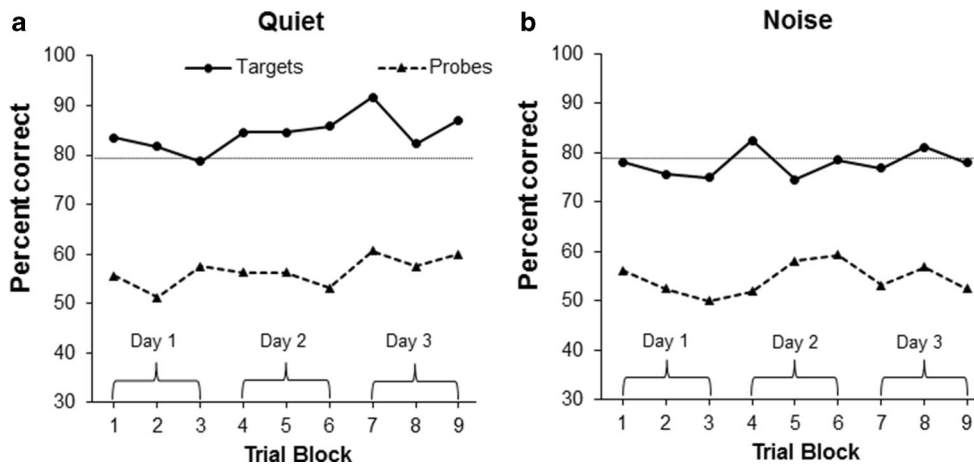 a
Quiet
Percent correct
100
90
80
70
60
50
40
30
Targets
Probes
Day 1
Day 2
Day 3
1 2 3 4 5 6 7 8 9
Trial Block
b
Noise
Percent correct
100
90
80
70
60
50
40
30
Day 1
Day 2
Day 3
1 2 3 4 5 6 7 8 9
Trial Block